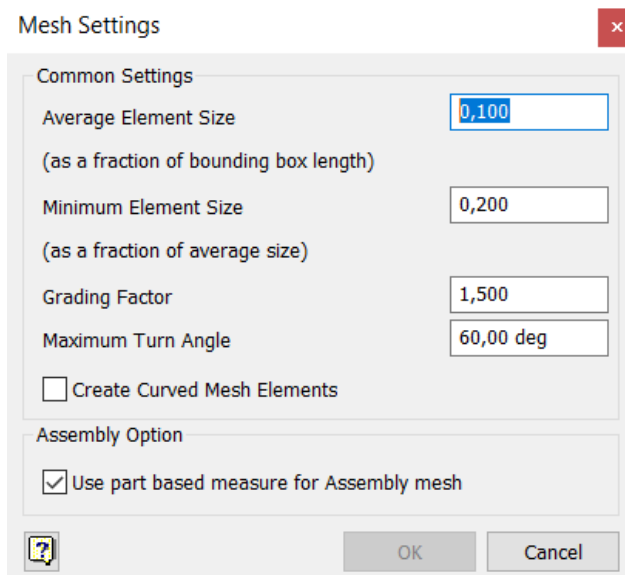 Mesh Settings
Common Settings
Average Element Size 0,100
(as a fraction of bounding box length)
Minimum Element Size 0,200
(as a fraction of average size)
Grading Factor 1,500
Maximum Turn Angle 60,00 deg
Create Curved Mesh Elements
Assembly Option
Use part based measure for Assembly mesh
OK Cancel